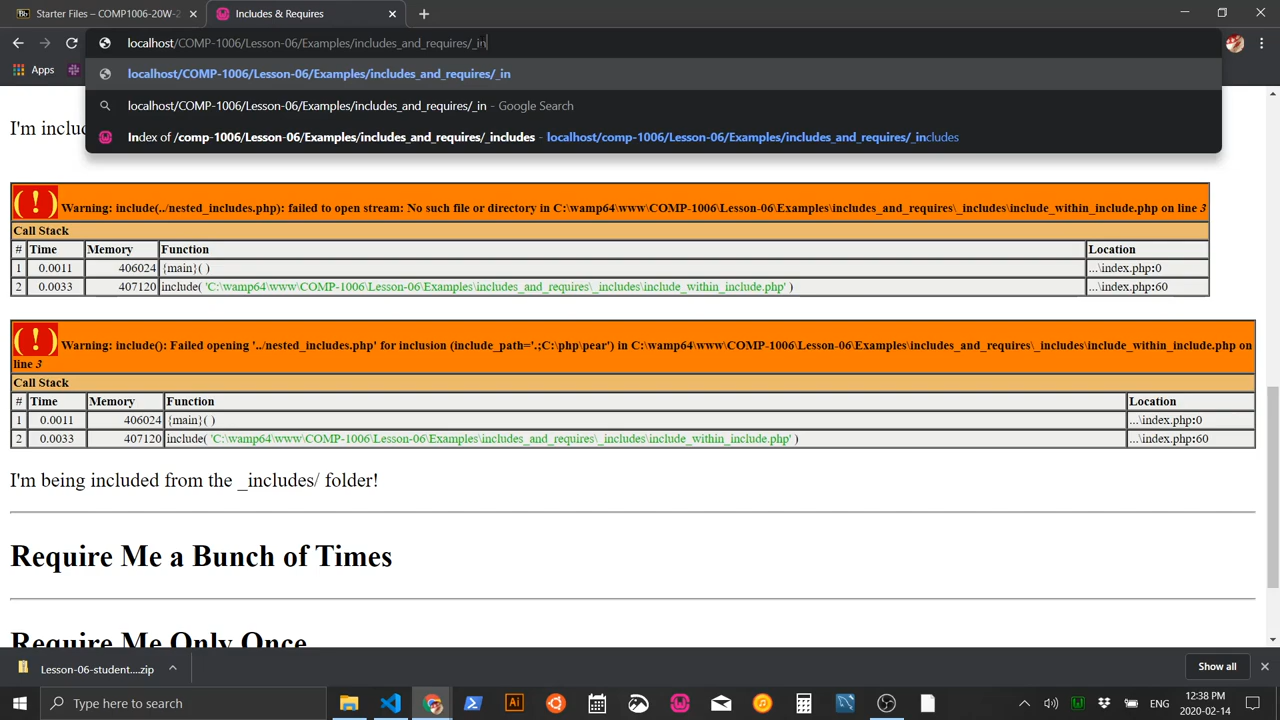 Starter Files – COMP1006-20W-2
Includes & Requires
localhost/COMP-1006/Lesson-06/Examples/includes_and_requires/_in
Apps
localhost/COMP-1006/Lesson-06/Examples/includes_and_requires/_in
localhost/COMP-1006/Lesson-06/Examples/includes_and_requires/_in - Google Search
Index of /comp-1006/Lesson-06/Examples/includes_and_requires/_includes - localhost/comp-1006/Lesson-06/Examples/includes_and_requires/_includes
I'm includ
( ! ) Warning: include(../nested_includes.php): failed to open stream: No such file or directory in C:\wamp64\www\COMP-1006\Lesson-06\Examples\includes_and_requires\_includes\include_within_include.php on line 3
Call Stack
# Time Memory Function Location
1 0.0011 406024 {main}( ) ...\index.php:0
2 0.0033 407120 include( 'C:\wamp64\www\COMP-1006\Lesson-06\Examples\includes_and_requires\_includes\include_within_include.php' ) ...\index.php:60
( ! ) Warning: include(): Failed opening '../nested_includes.php' for inclusion (include_path='.;C:\php\pear') in C:\wamp64\www\COMP-1006\Lesson-06\Examples\includes_and_requires\_includes\include_within_include.php on
line 3
Call Stack
# Time Memory Function Location
1 0.0011 406024 {main}( ) ...\index.php:0
2 0.0033 407120 include( 'C:\wamp64\www\COMP-1006\Lesson-06\Examples\includes_and_requires\_includes\include_within_include.php' ) ...\index.php:60
I'm being included from the _includes/ folder!
Require Me a Bunch of Times
Require Me Only Once
Lesson-06-student....zip
Show all
Type here to search
Ai
ENG
12:38 PM
2020-02-14